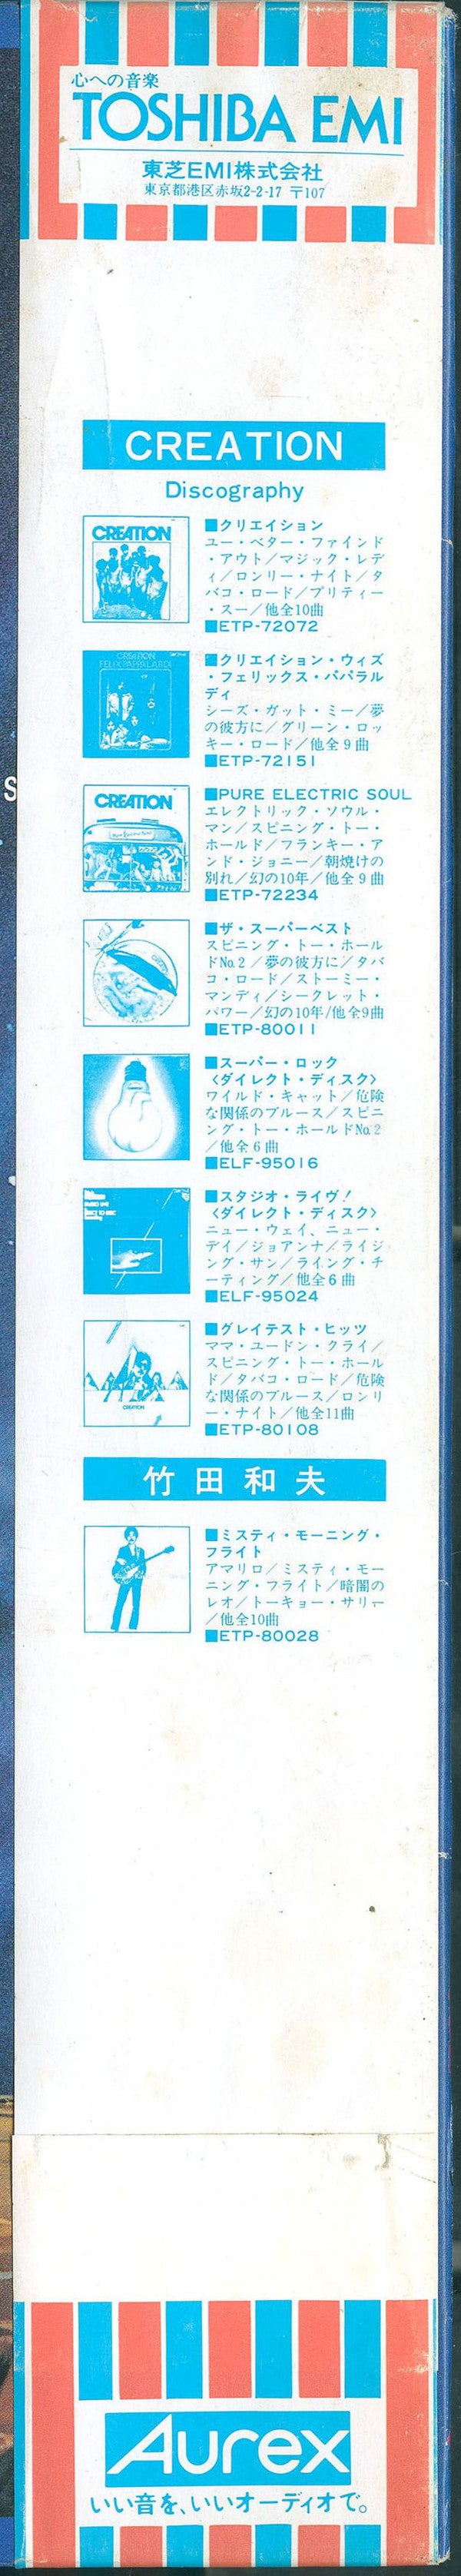 心への音楽
TOSHIBA EMI
東芝EMI株式会社
東京都港区赤坂2-2-17 〒107
CREATION
Discography
CREATION
■クリエイション
ユー・ベター・ファインド
・アウト／マジック・レデ
ィ／ロンリー・ナイト／タ
バコ・ロード／プリティー
・スー／他全10曲
■ETP-72072
CREATION
FELIX PAPPALARDI
■クリエイション・ウィズ
・フェリックス・パパラル
ディ
シーズ・ガット・ミー／夢
の彼方に／グリーン・ロッ
キー・ロード／他全9曲
■ETP-72151
CREATION
■PURE ELECTRIC SOUL
エレクトリック・ソウル・
マン／スピニング・トー・
ホールド／フランキー・ア
ンド・ジョニー／朝焼けの
別れ／幻の10年／他全9曲
■ETP-72234
■ザ・スーパーベスト
スピニング・トー・ホール
ドNo.2／夢の彼方に／タバ
コ・ロード／ストーミー・
マンディ／シークレット・
パワー／幻の10年/他全9曲
■ETP-80011
■スーパー・ロック
〈ダイレクト・ディスク〉
ワイルド・キャット／危険
な関係のブルース／スピニ
ング・トー・ホールドNo.2
／他全6曲
■ELF-95016
■スタジオ・ライヴ！
〈ダイレクト・ディスク〉
ニュー・ウェイ、ニュー・
デイ／ジョアンナ／ライジ
ング・サン／ライング・チ
ーティング／他全6曲
■ELF-95024
CREATION
■グレイテスト・ヒッツ
ママ・ユードン・クライ／
スピニング・トー・ホール
ド／タバコ・ロード／危険
な関係のブルース／ロンリ
ー・ナイト／他全11曲
■ETP-80108
竹田和夫
■ミスティ・モーニング・
フライト
アマリロ／ミスティ・モー
ニング・フライト／暗闇の
レオ／トーキョー・サリー
／他全10曲
■ETP-80028
S
Aurex
いい音を、いいオーディオで。